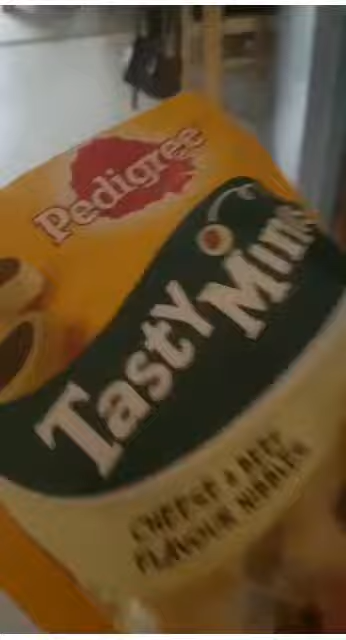 Pedigree
Tasty
Minis
CHEESE & BEEF
FLAVOUR NIBBLES